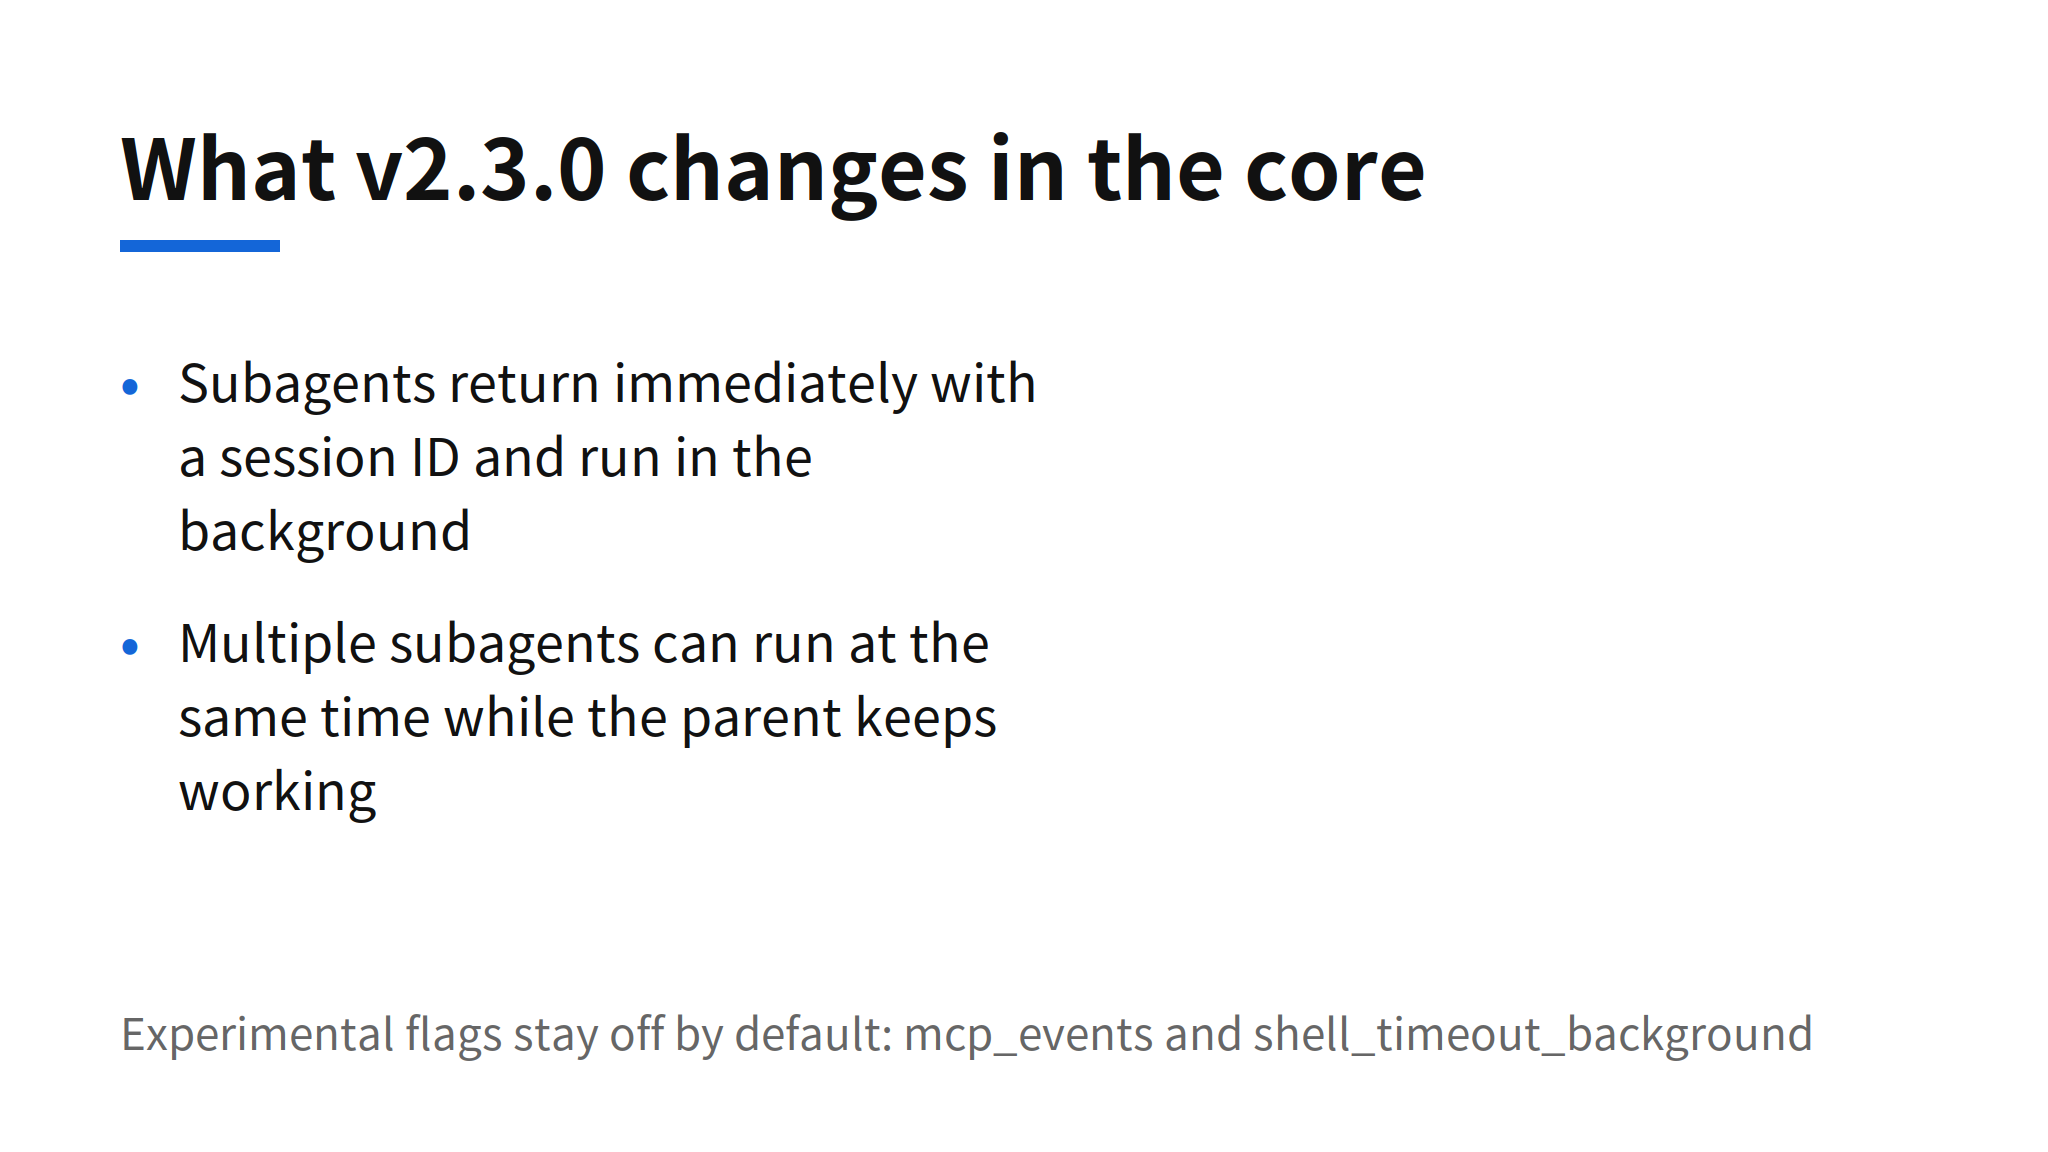 What v2.3.0 changes in the core
• Subagents return immediately with
a session ID and run in the
background
• Multiple subagents can run at the
same time while the parent keeps
working
Experimental flags stay off by default: mcp_events and shell_timeout_background